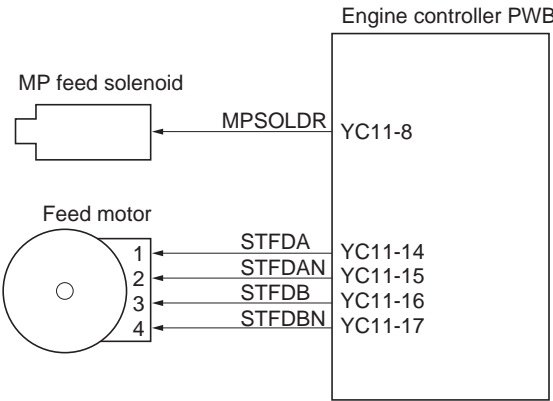 Engine controller PWB
MP feed solenoid
MPSOLDR YC11-8
Feed motor
1 STFDA YC11-14
2 STFDAN YC11-15
3 STFDB YC11-16
4 STFDBN YC11-17